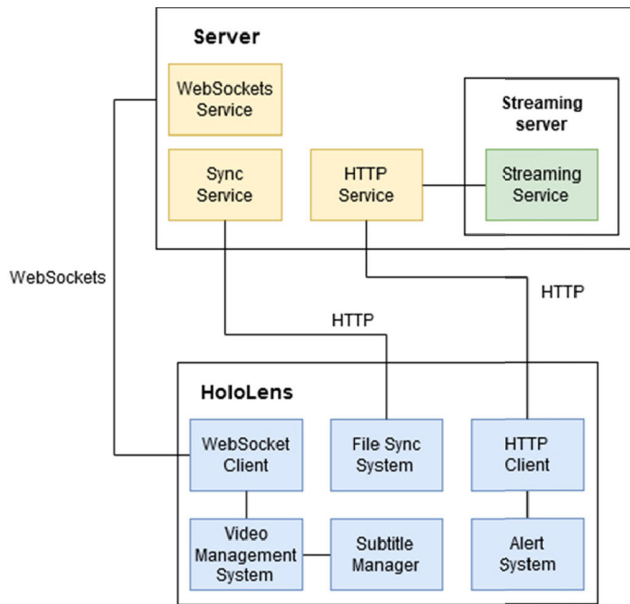 Server
WebSockets
Service
Streaming
server
Sync
Service
HTTP
Service
Streaming
Service
WebSockets
HTTP
HTTP
HoloLens
WebSocket
Client
File Sync
System
HTTP
Client
Video
Management
System
Subtitle
Manager
Alert
System